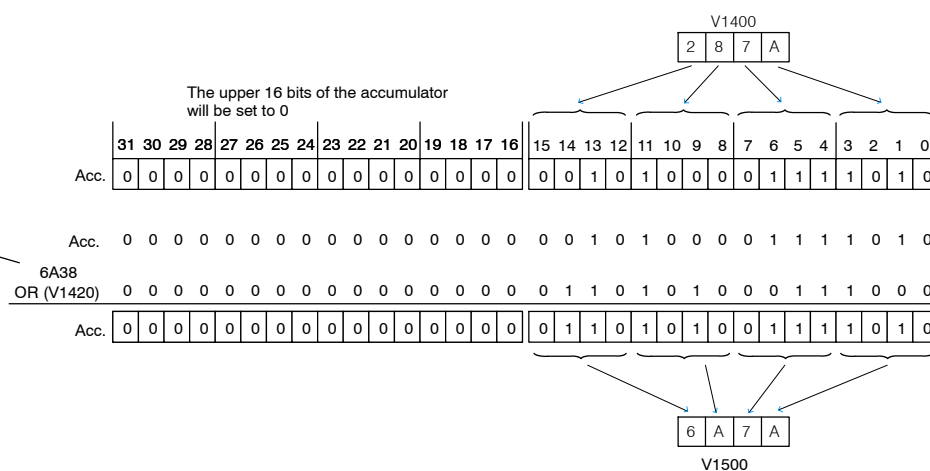 V1400
2 8 7 A
The upper 16 bits of the accumulator
will be set to 0
31 30 29 28 27 26 25 24 23 22 21 20 19 18 17 16 15 14 13 12 11 10 9 8 7 6 5 4 3 2 1 0
Acc. 0 0 0 0 0 0 0 0 0 0 0 0 0 0 0 0 0 0 1 0 1 0 0 0 0 1 1 1 1 0 1 0
Acc. 0 0 0 0 0 0 0 0 0 0 0 0 0 0 0 0 0 0 1 0 1 0 0 0 0 1 1 1 1 0 1 0
6A38
OR (V1420) 0 0 0 0 0 0 0 0 0 0 0 0 0 0 0 0 0 1 1 0 1 0 1 0 0 0 1 1 1 0 0 0
Acc. 0 0 0 0 0 0 0 0 0 0 0 0 0 0 0 0 0 1 1 0 1 0 1 0 0 1 1 1 1 0 1 0
6 A 7 A
V1500